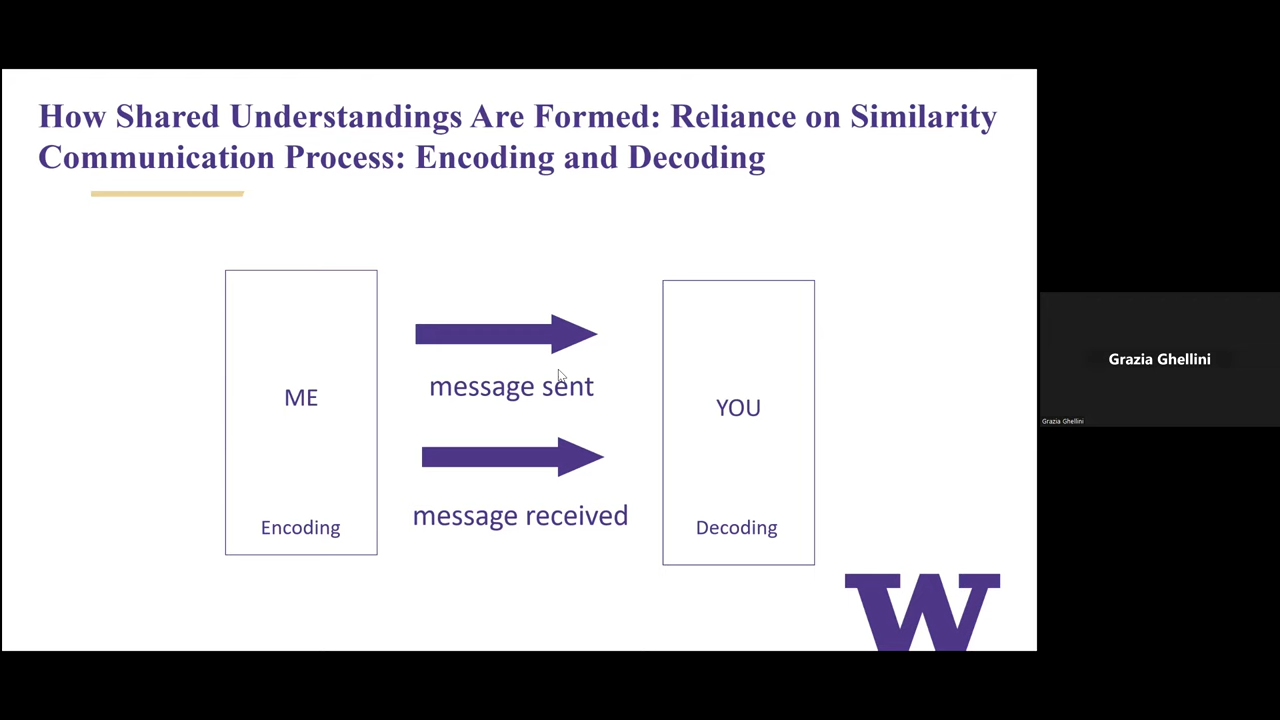 How Shared Understandings Are Formed: Reliance on Similarity
Communication Process: Encoding and Decoding
ME
Encoding
message sent
message received
YOU
Decoding
W
Grazia Ghellini
Grazia Ghellini